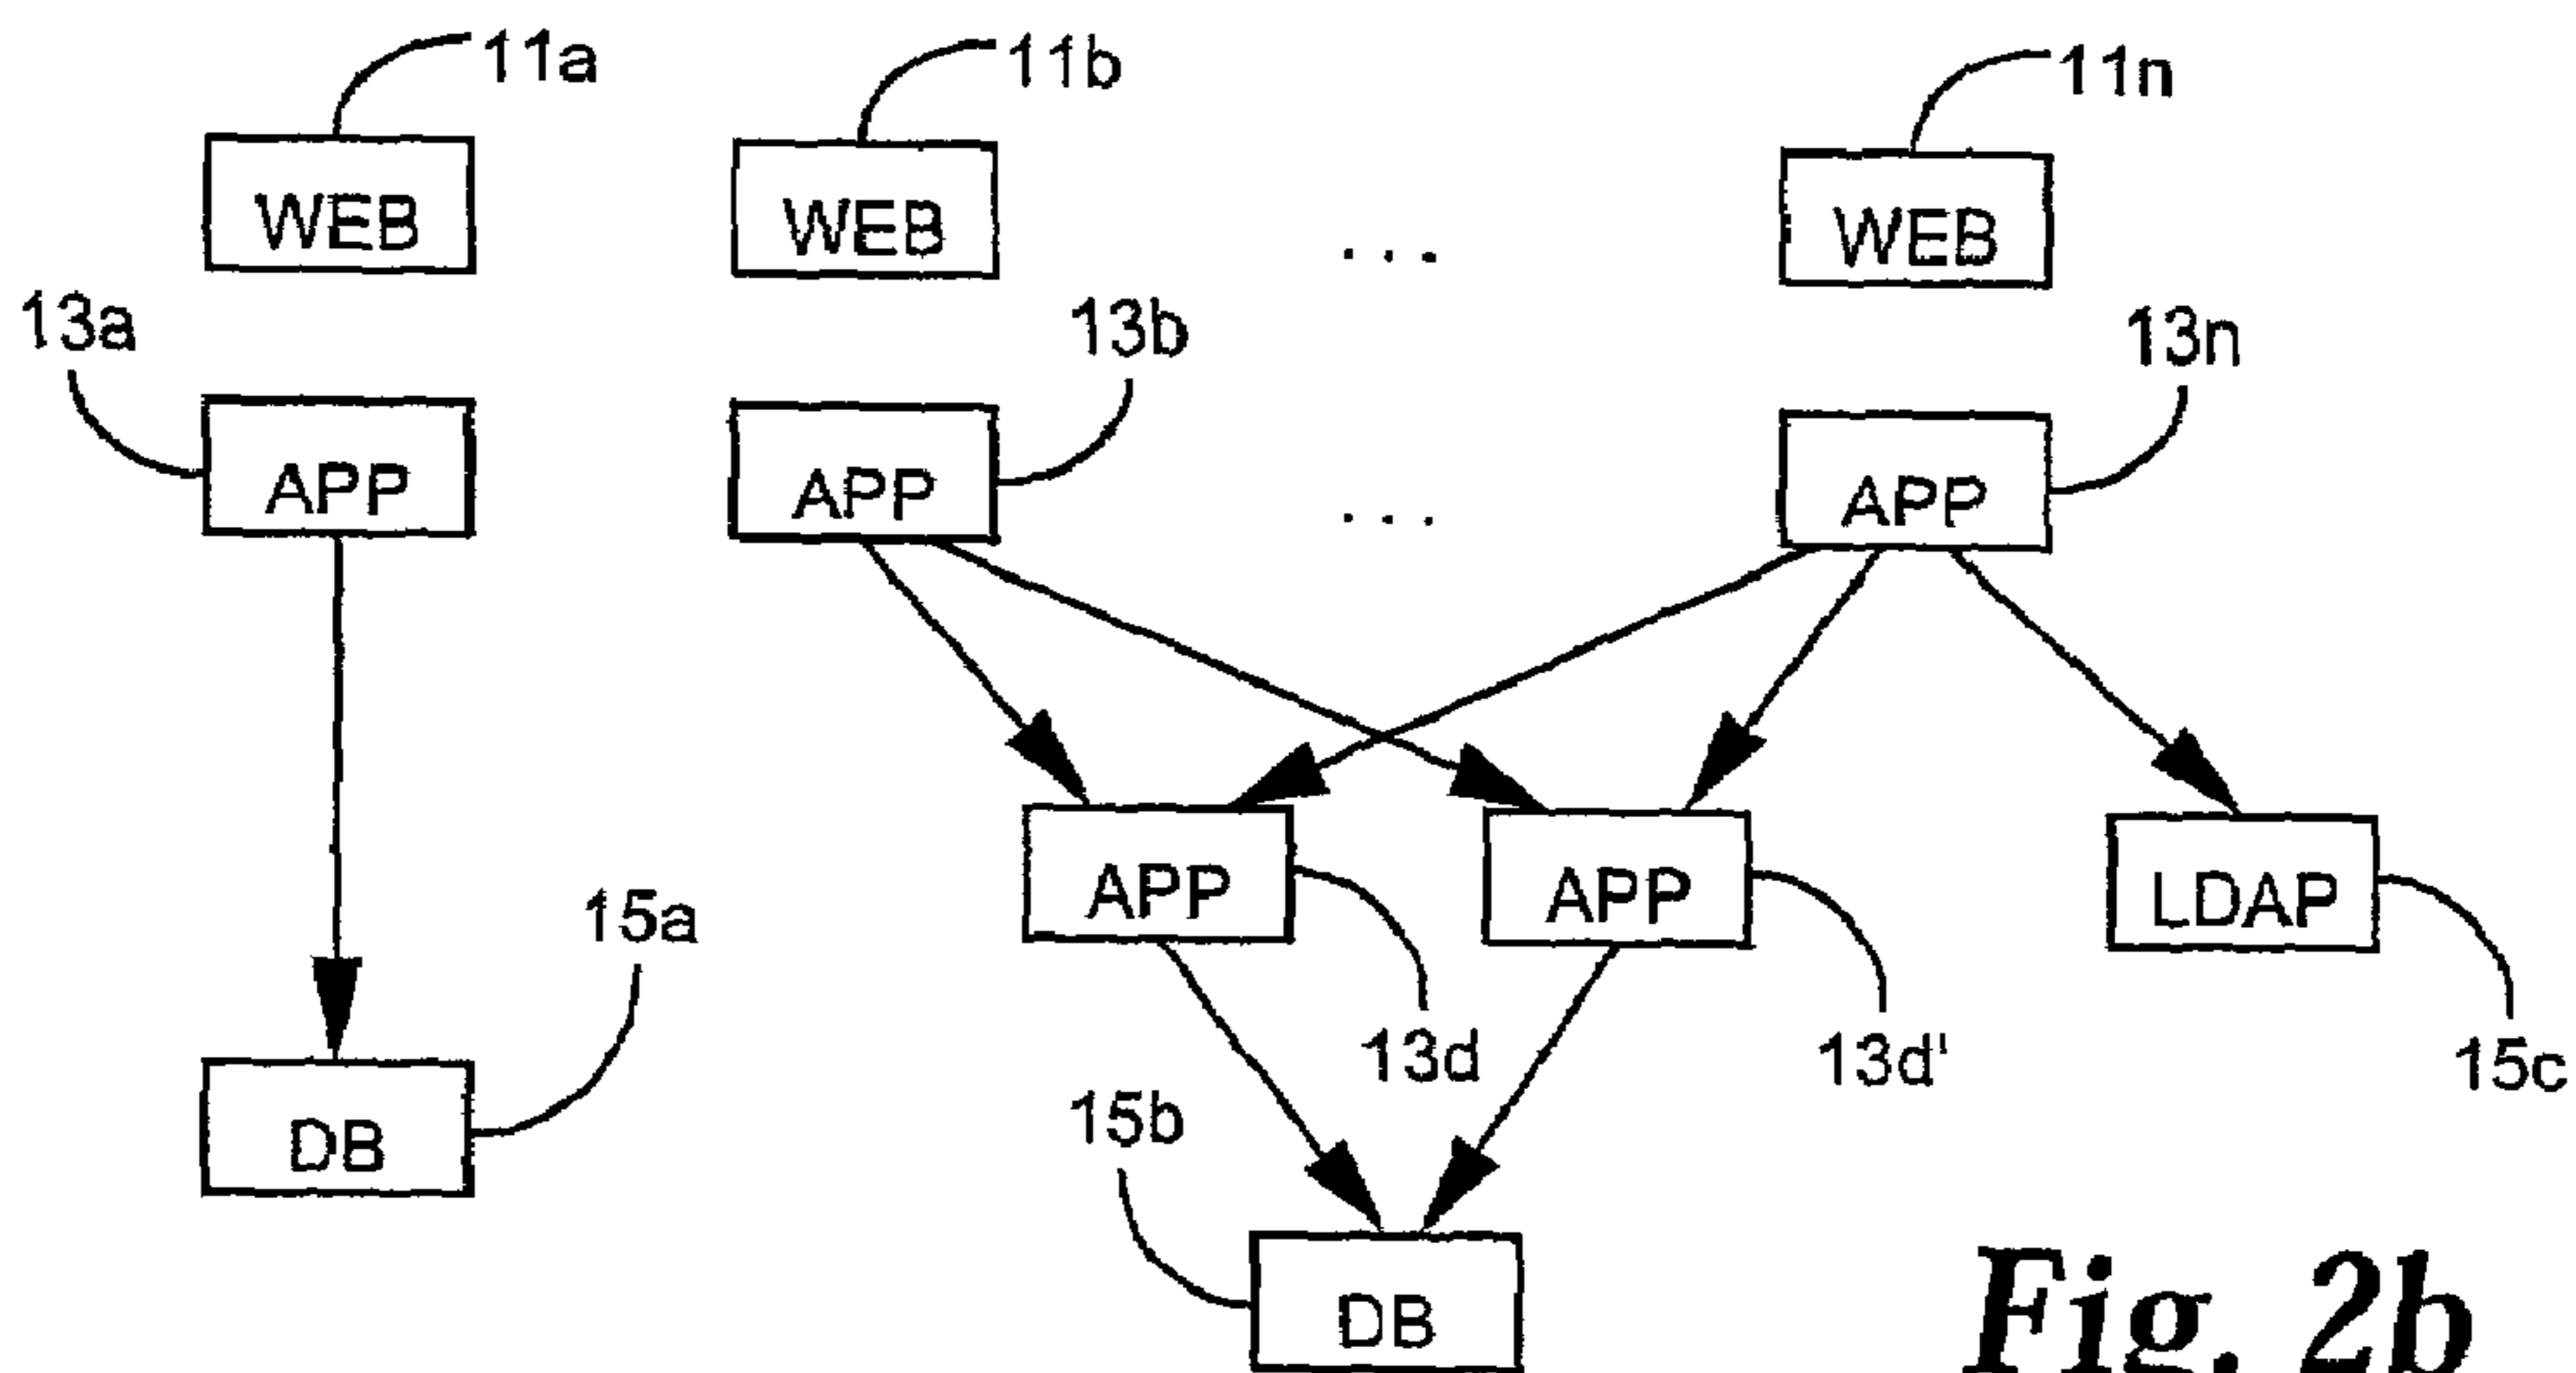 11a 11b 11n
WEB WEB ... WEB
13a 13b 13n
APP APP ... APP
APP APP LDAP
15a 13d 13d' 15c
DB 15b
DB
Fig. 2b